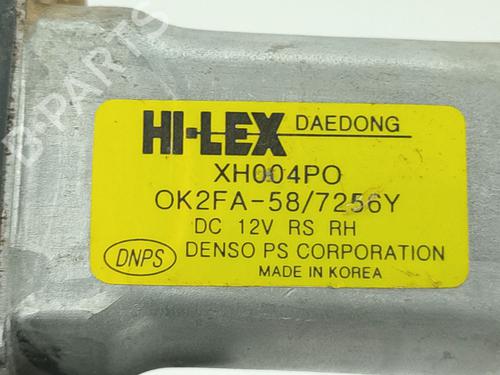 B-PARTS
HI-LEX DAEDONG
XH004PO
OK2FA-58/7256Y
DC 12V RS RH
DNPS DENSO PS CORPORATION
MADE IN KOREA